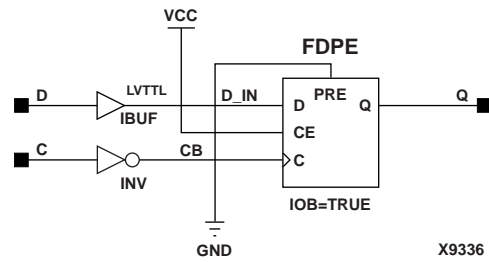 VCC
FDPE
D
LVTTL
D_IN
D
PRE
Q
Q
IBUF
CE
C
CB
C
INV
IOB=TRUE
GND
X9336